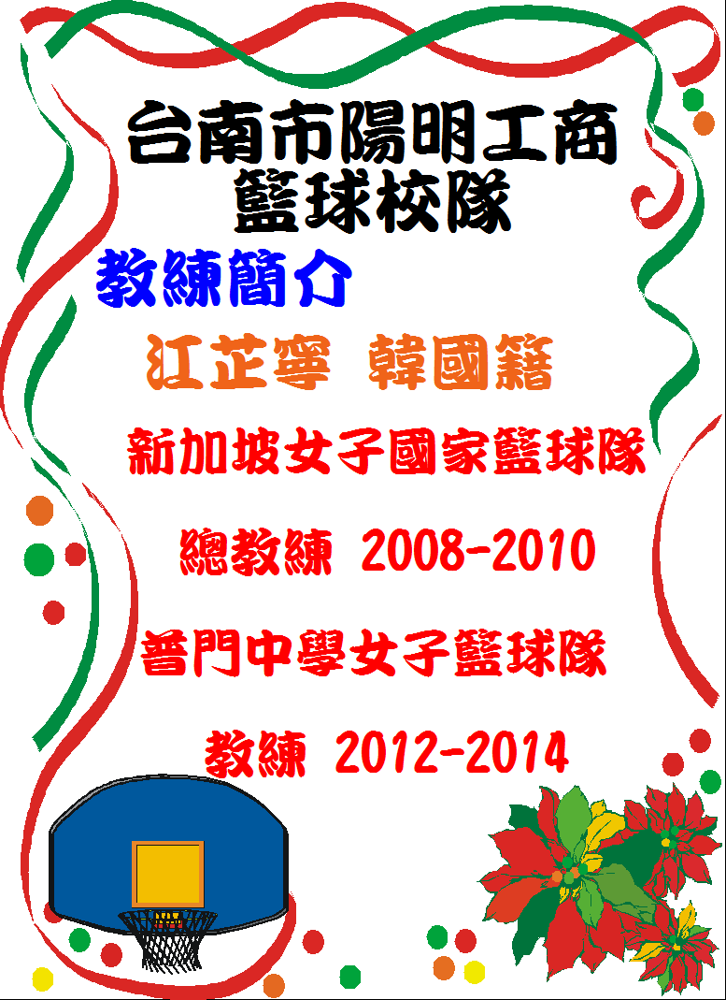 台南市陽明工商
籃球校隊
教練簡介
江芷寧 韓國籍
新加坡女子國家籃球隊
總教練 2008-2010
普門中學女子籃球隊
教練 2012-2014